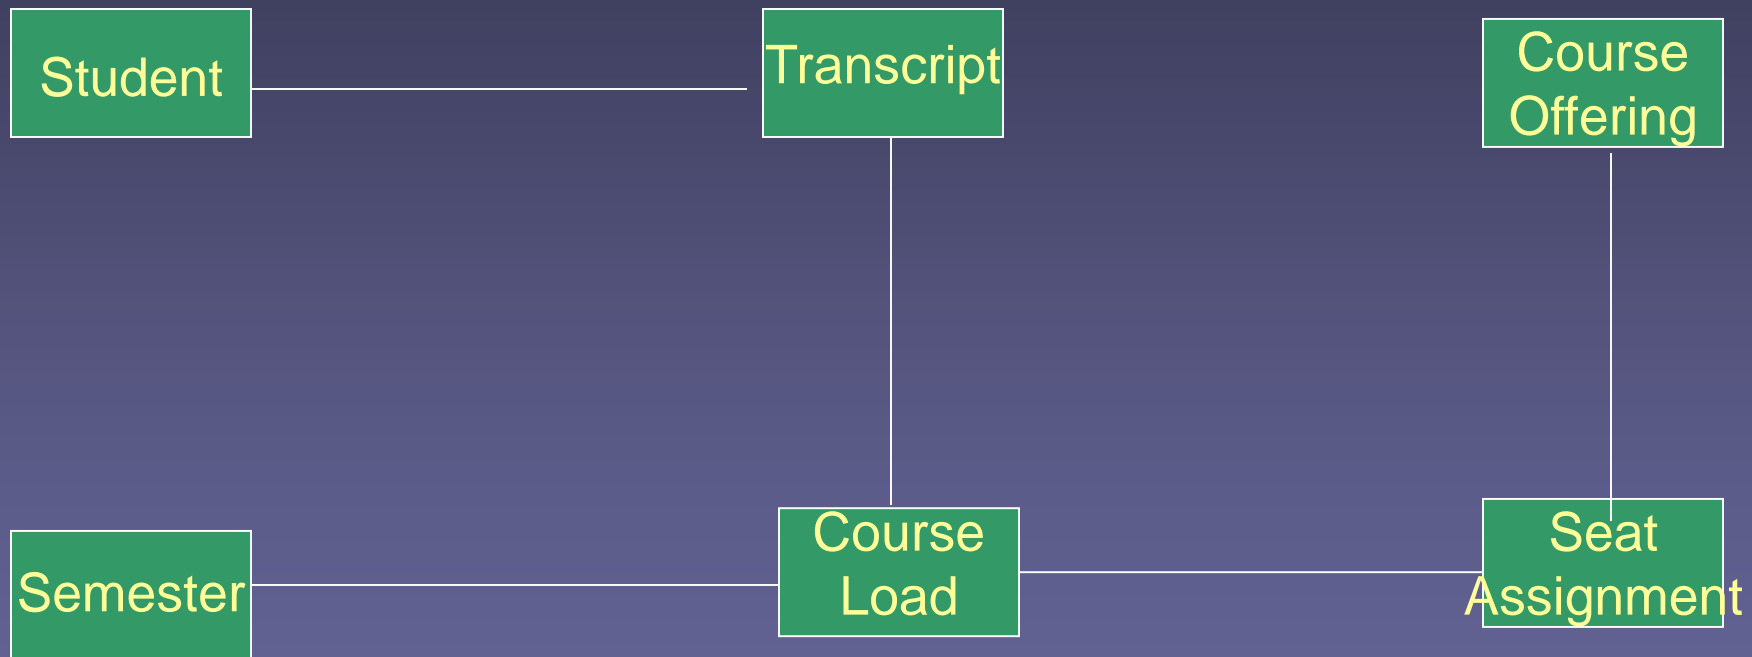 Student
Transcript
Course
Offering
Semester
Course
Load
Seat
Assignment